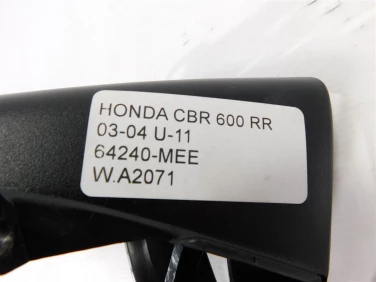 HONDA CBR 600 RR
03-04 U-11
64240-MEE
W.A2071